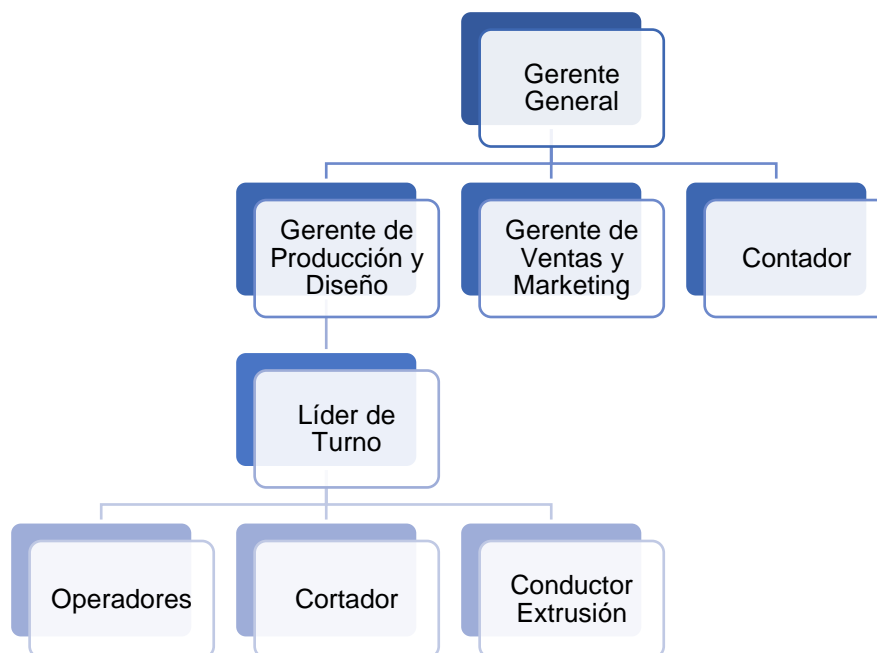 Gerente
General
Gerente de
Producción y
Diseño
Gerente de
Ventas y
Marketing
Contador
Líder de
Turno
Operadores
Cortador
Conductor
Extrusión